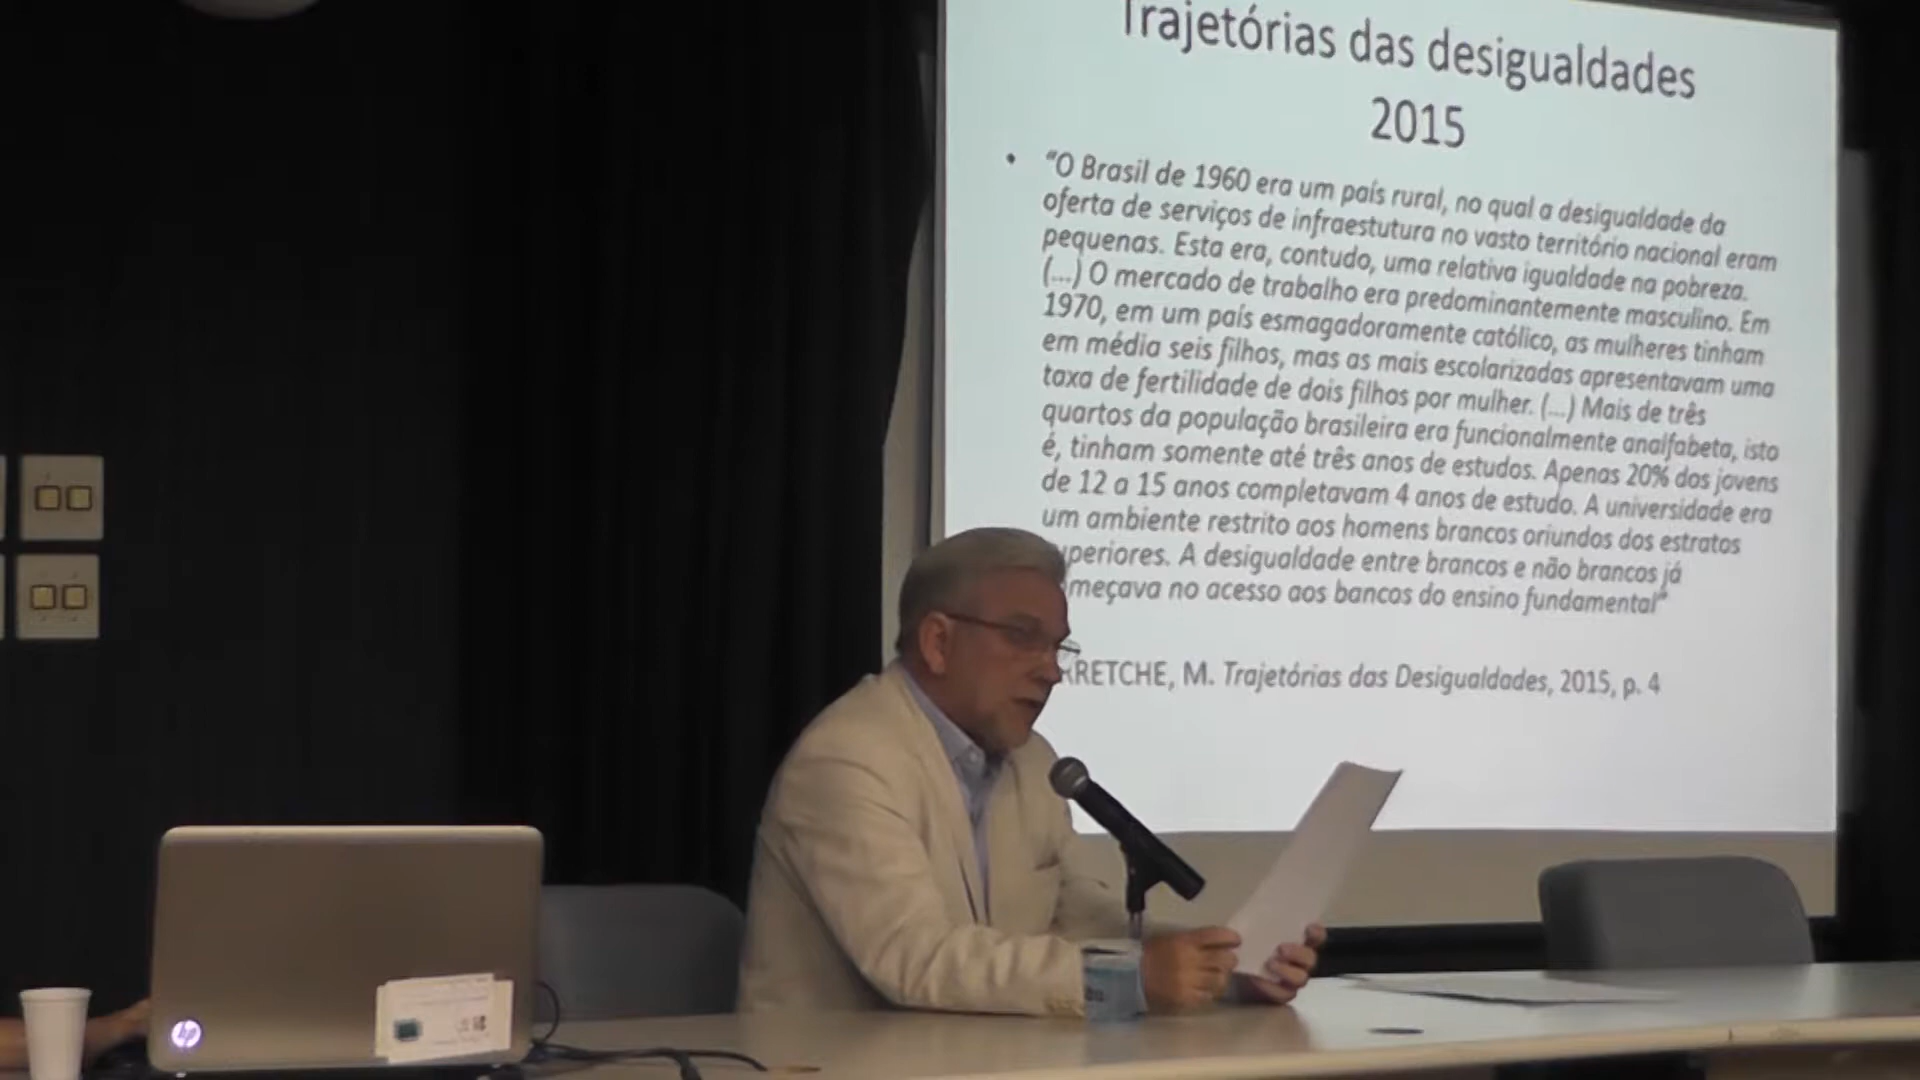 Trajetórias das desigualdades
2015
• “O Brasil de 1960 era um país rural, no qual a desigualdade da
oferta de serviços de infraestutura no vasto território nacional eram
pequenas. Esta era, contudo, uma relativa igualdade na pobreza.
(...) O mercado de trabalho era predominantemente masculino. Em
1970, em um país esmagadoramente católico, as mulheres tinham
em média seis filhos, mas as mais escolarizadas apresentavam uma
taxa de fertilidade de dois filhos por mulher. (...) Mais de três
quartos da população brasileira era funcionalmente analfabeta, isto
é, tinham somente até três anos de estudos. Apenas 20% dos jovens
de 12 a 15 anos completavam 4 anos de estudo. A universidade era
um ambiente restrito aos homens brancos oriundos dos estratos
uperiores. A desigualdade entre brancos e não brancos já
meçava no acesso aos bancos do ensino fundamental”
RRETCHE, M. Trajetórias das Desigualdades, 2015, p. 4
hp